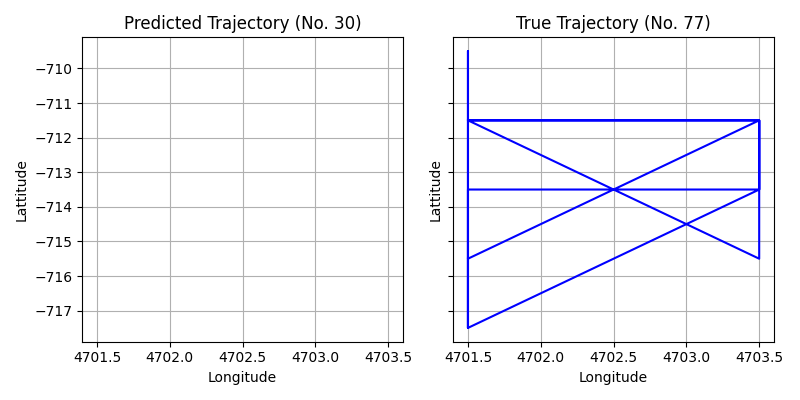 Predicted Trajectory (No. 30)
True Trajectory (No. 77)
Lattitude
−710
−711
−712
−713
−714
−715
−716
−717
4701.5 4702.0 4702.5 4703.0 4703.5
Longitude
Lattitude
4701.5 4702.0 4702.5 4703.0 4703.5
Longitude